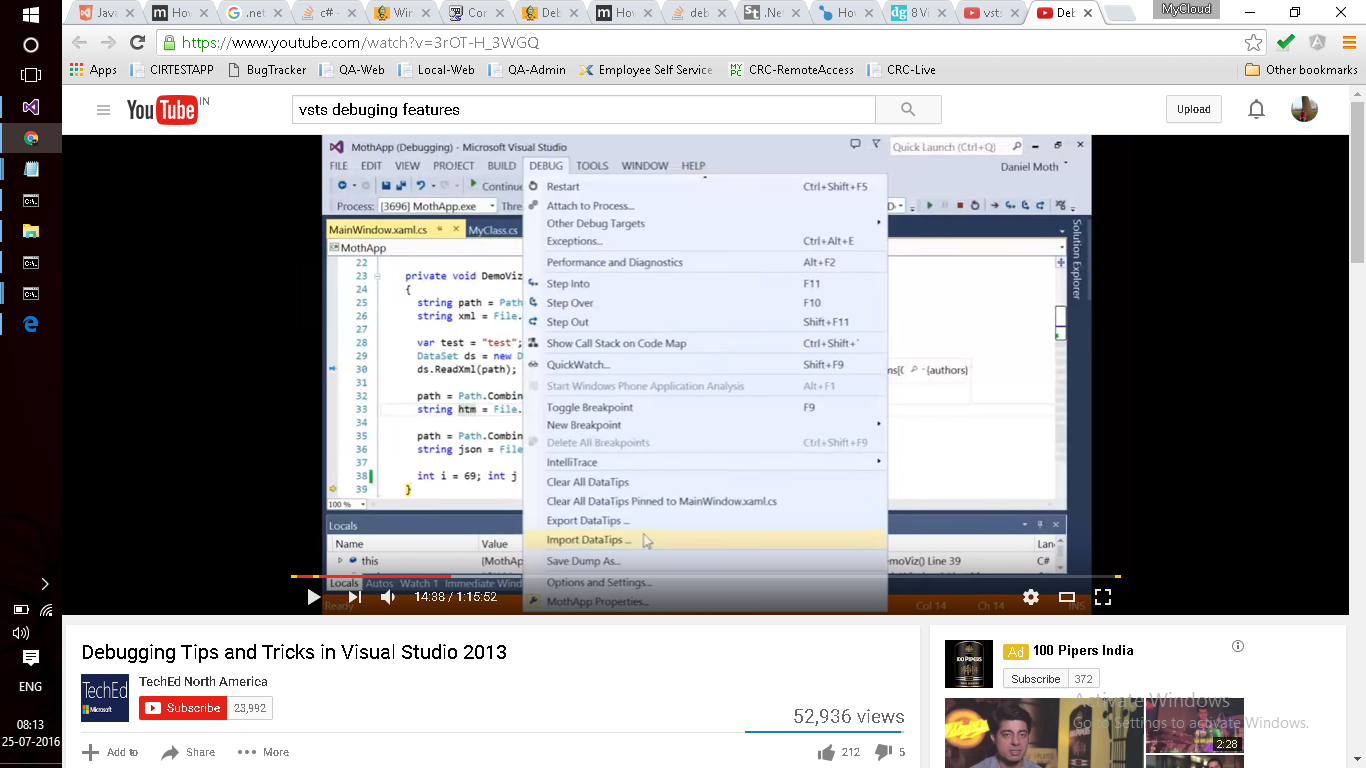 Java
How
.net
c# -
Win
Con
Deb
How
deb
.Ne
How
8 Vi
vsts
Deb
MyCloud
https://www.youtube.com/watch?v=3rOT-H_3WGQ
Apps CIRTESTAPP BugTracker QA-Web Local-Web QA-Admin Employee Self Service CRC-RemoteAccess CRC-Live Other bookmarks
YouTube IN
vsts debuging features
Upload
MothApp (Debugging) - Microsoft Visual Studio Quick Launch (Ctrl+Q)
FILE EDIT VIEW PROJECT BUILD DEBUG TOOLS WINDOW HELP Daniel Moth
Continue
Process: [3696] MothApp.exe Thre
Restart Ctrl+Shift+F5
Attach to Process...
Other Debug Targets
Exceptions... Ctrl+Alt+E
Performance and Diagnostics Alt+F2
Step Into F11
Step Over F10
Step Out Shift+F11
Show Call Stack on Code Map Ctrl+Shift+`
QuickWatch... Shift+F9
Start Windows Phone Application Analysis Alt+F1
Toggle Breakpoint F9
New Breakpoint
Delete All Breakpoints Ctrl+Shift+F9
IntelliTrace
Clear All DataTips
Clear All DataTips Pinned to MainWindow.xaml.cs
Export DataTips ...
Import DataTips ...
Save Dump As...
Options and Settings...
MothApp Properties...
MainWindow.xaml.cs MyClass.cs
MothApp
Solution Explorer
22
23 private void DemoViz
24 {
25 string path = Path
26 string xml = File.
27
28 var test = "test";
29 DataSet ds = new D
30 ds.ReadXml(path);
31
32 path = Path.Combin
33 string htm = File.
34
35 path = Path.Combin
36 string json = File
37
38 int i = 69; int j
39 }
ms[( {authors}
100 %
Locals
Name Value Lan
this {MothAp emoViz() Line 39 C#
Locals Autos Watch 1 Immediate Wind
Ready Col 14 Ch 14 INS
14:38 / 1:15:52
Debugging Tips and Tricks in Visual Studio 2013
TechEd
Microsoft
TechEd North America
Subscribe 23,992
52,936 views
Add to Share More 212 5
Ad 100 Pipers India
100 PIPERS
Subscribe 372
2:28
Activate Windows
Go to Settings to activate Windows.
ENG
08:13
25-07-2016